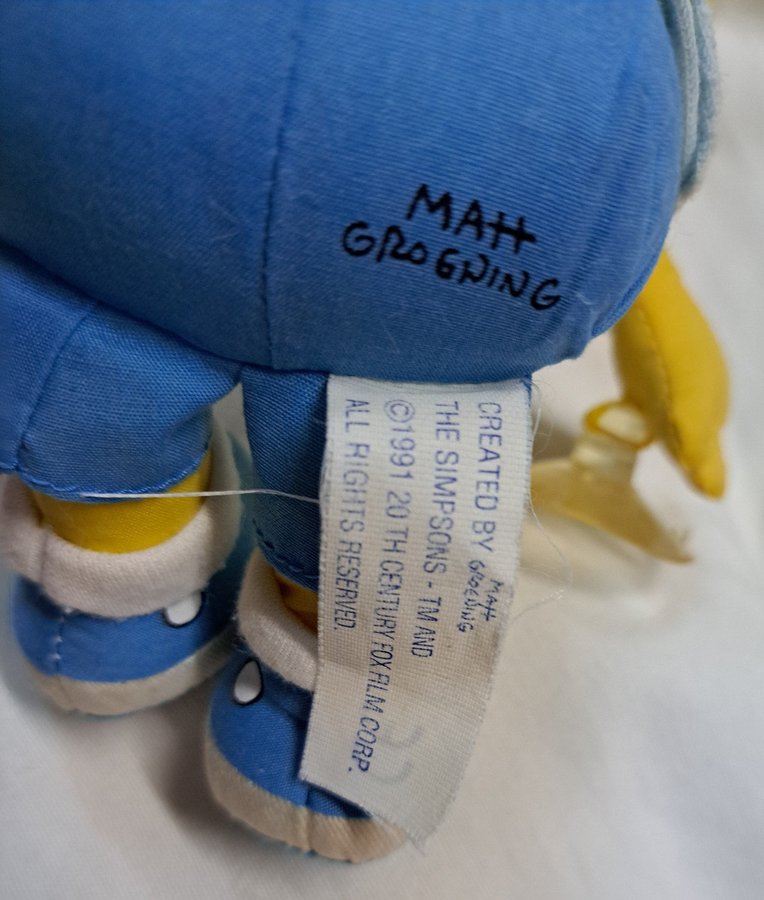 MATT
GROENING
CREATED BY MATT GROENING
THE SIMPSONS - TM AND
©1991 20 TH CENTURY FOX FILM CORP.
ALL RIGHTS RESERVED.